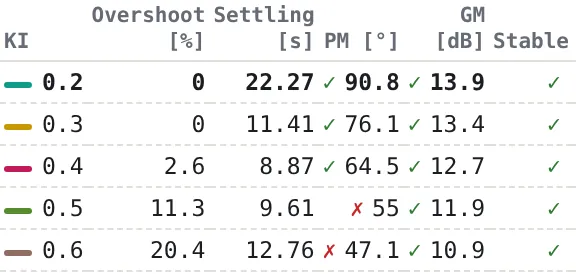 KI Overshoot [%] Settling [s] PM [°] GM [dB] Stable
0.2 0 22.27 ✓ 90.8 ✓ 13.9 ✓
0.3 0 11.41 ✓ 76.1 ✓ 13.4 ✓
0.4 2.6 8.87 ✓ 64.5 ✓ 12.7 ✓
0.5 11.3 9.61 ✗ 55 ✓ 11.9 ✓
0.6 20.4 12.76 ✗ 47.1 ✓ 10.9 ✓